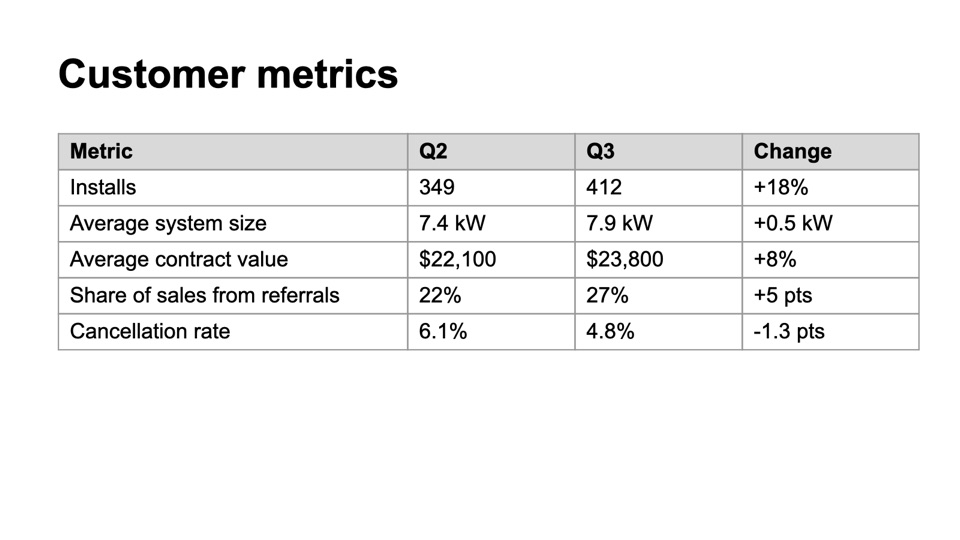 Customer metrics
Metric Q2 Q3 Change
Installs 349 412 +18%
Average system size 7.4 kW 7.9 kW +0.5 kW
Average contract value $22,100 $23,800 +8%
Share of sales from referrals 22% 27% +5 pts
Cancellation rate 6.1% 4.8% -1.3 pts